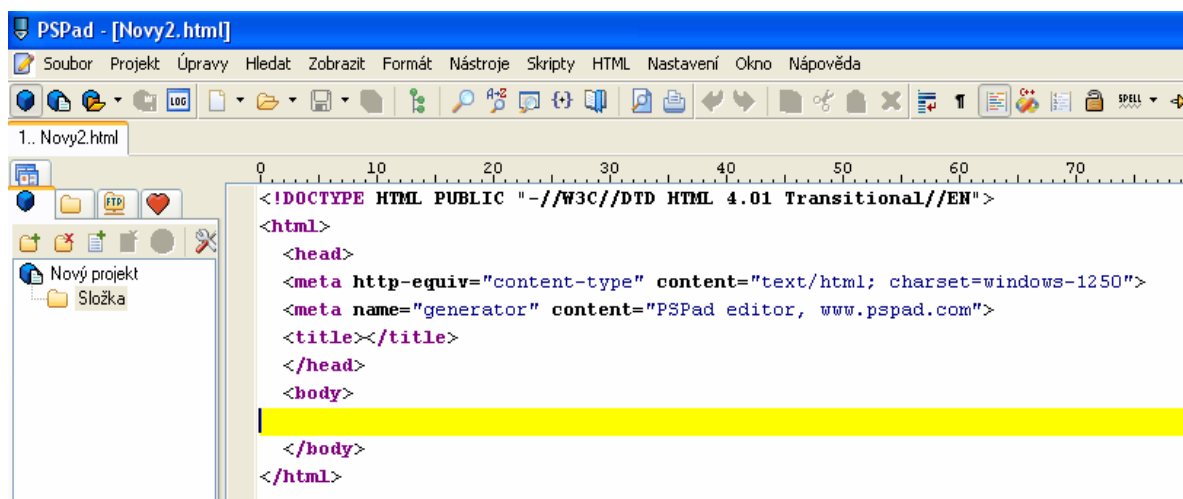 PSPad - [Novy2.html]
Soubor Projekt Úpravy Hledat Zobrazit Formát Nástroje Skripty HTML Nastavení Okno Nápověda
LOG A→Z C++ SPELL
1.. Novy2.html
0 10 20 30 40 50 60 70
FTP
<!DOCTYPE HTML PUBLIC "-//W3C//DTD HTML 4.01 Transitional//EN">
<html>
<head>
<meta http-equiv="content-type" content="text/html; charset=windows-1250">
Nový projekt
Složka
<meta name="generator" content="PSPad editor, www.pspad.com">
<title></title>
</head>
<body>
</body>
</html>